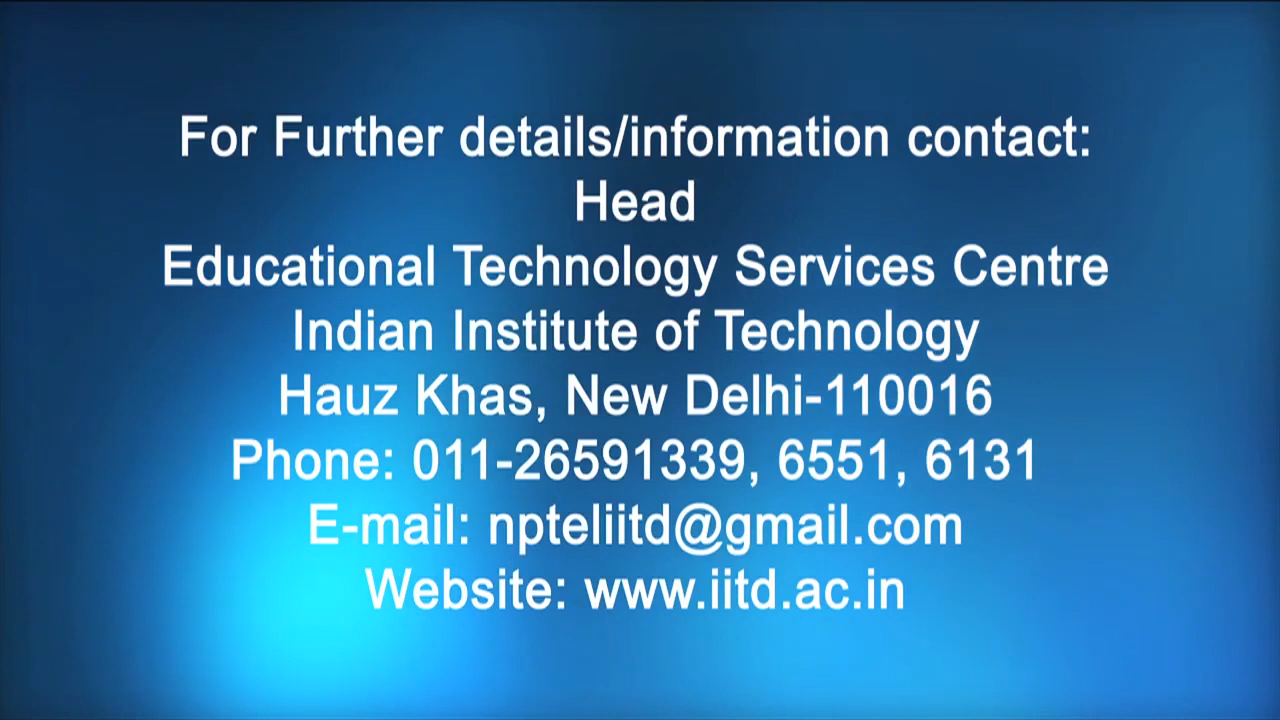 For Further details/information contact:
Head
Educational Technology Services Centre
Indian Institute of Technology
Hauz Khas, New Delhi-110016
Phone: 011-26591339, 6551, 6131
E-mail: npteliitd@gmail.com
Website: www.iitd.ac.in